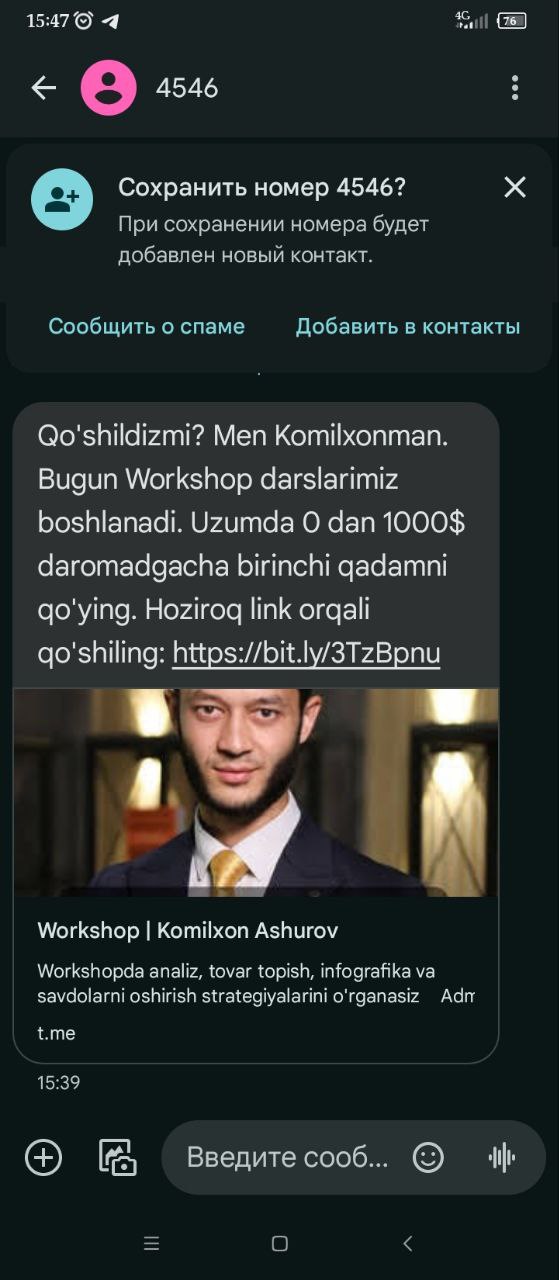 15:47
4G
76
4546
Сохранить номер 4546?
При сохранении номера будет
добавлен новый контакт.
Сообщить о спаме Добавить в контакты
Qo'shildizmi? Men Komilxonman.
Bugun Workshop darslarimiz
boshlanadi. Uzumda 0 dan 1000$
daromadgacha birinchi qadamni
qo'ying. Hoziroq link orqali
qo'shiling: https://bit.ly/3TzBpnu
Workshop | Komilxon Ashurov
Workshopda analiz, tovar topish, infografika va
savdolarni oshirish strategiyalarini o'rganasiz Adm
t.me
15:39
Введите сооб...